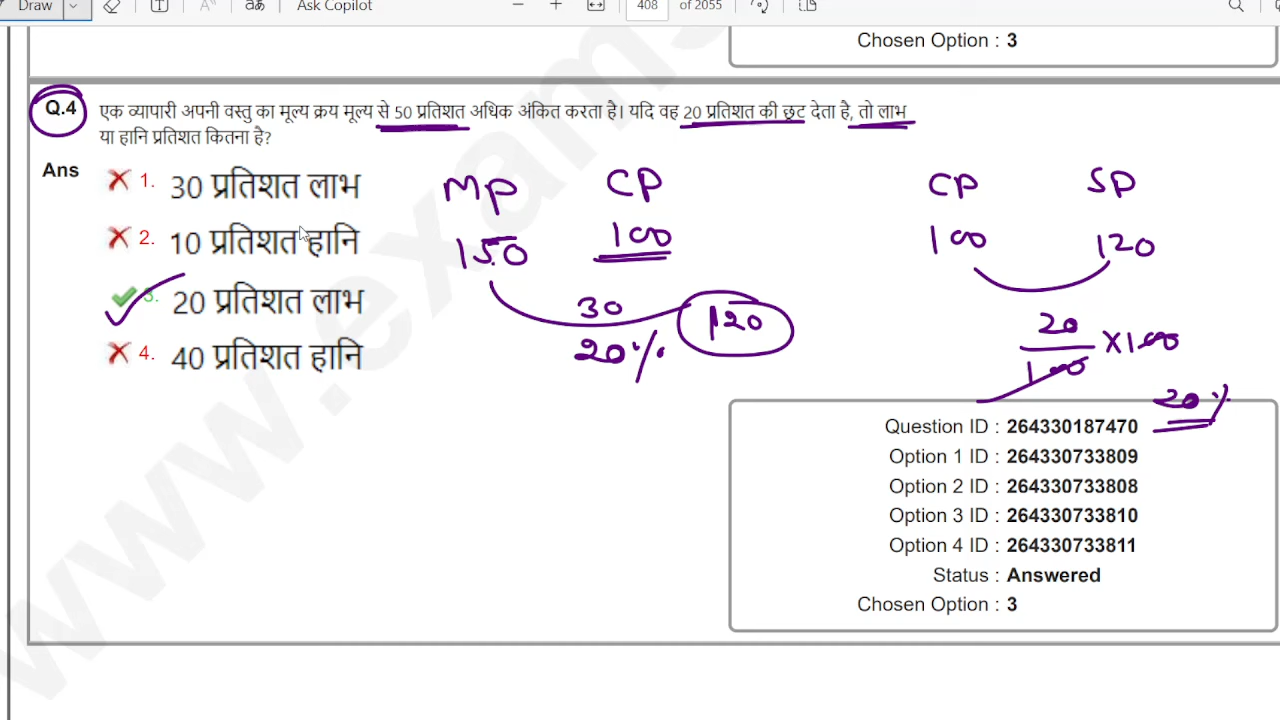 Draw
Ask Copilot
408 of 2055
Chosen Option : 3
Q.4 एक व्यापारी अपनी वस्तु का मूल्य क्रय मूल्य से 50 प्रतिशत अधिक अंकित करता है। यदि वह 20 प्रतिशत की छूट देता है, तो लाभ
या हानि प्रतिशत कितना है?
Ans
1. 30 प्रतिशत लाभ
2. 10 प्रतिशत हानि
3. 20 प्रतिशत लाभ
4. 40 प्रतिशत हानि
MP CP
150 100
30
20% 120
CP SP
100 120
20
100 ×100
20%
Question ID : 264330187470
Option 1 ID : 264330733809
Option 2 ID : 264330733808
Option 3 ID : 264330733810
Option 4 ID : 264330733811
Status : Answered
Chosen Option : 3
www.exams